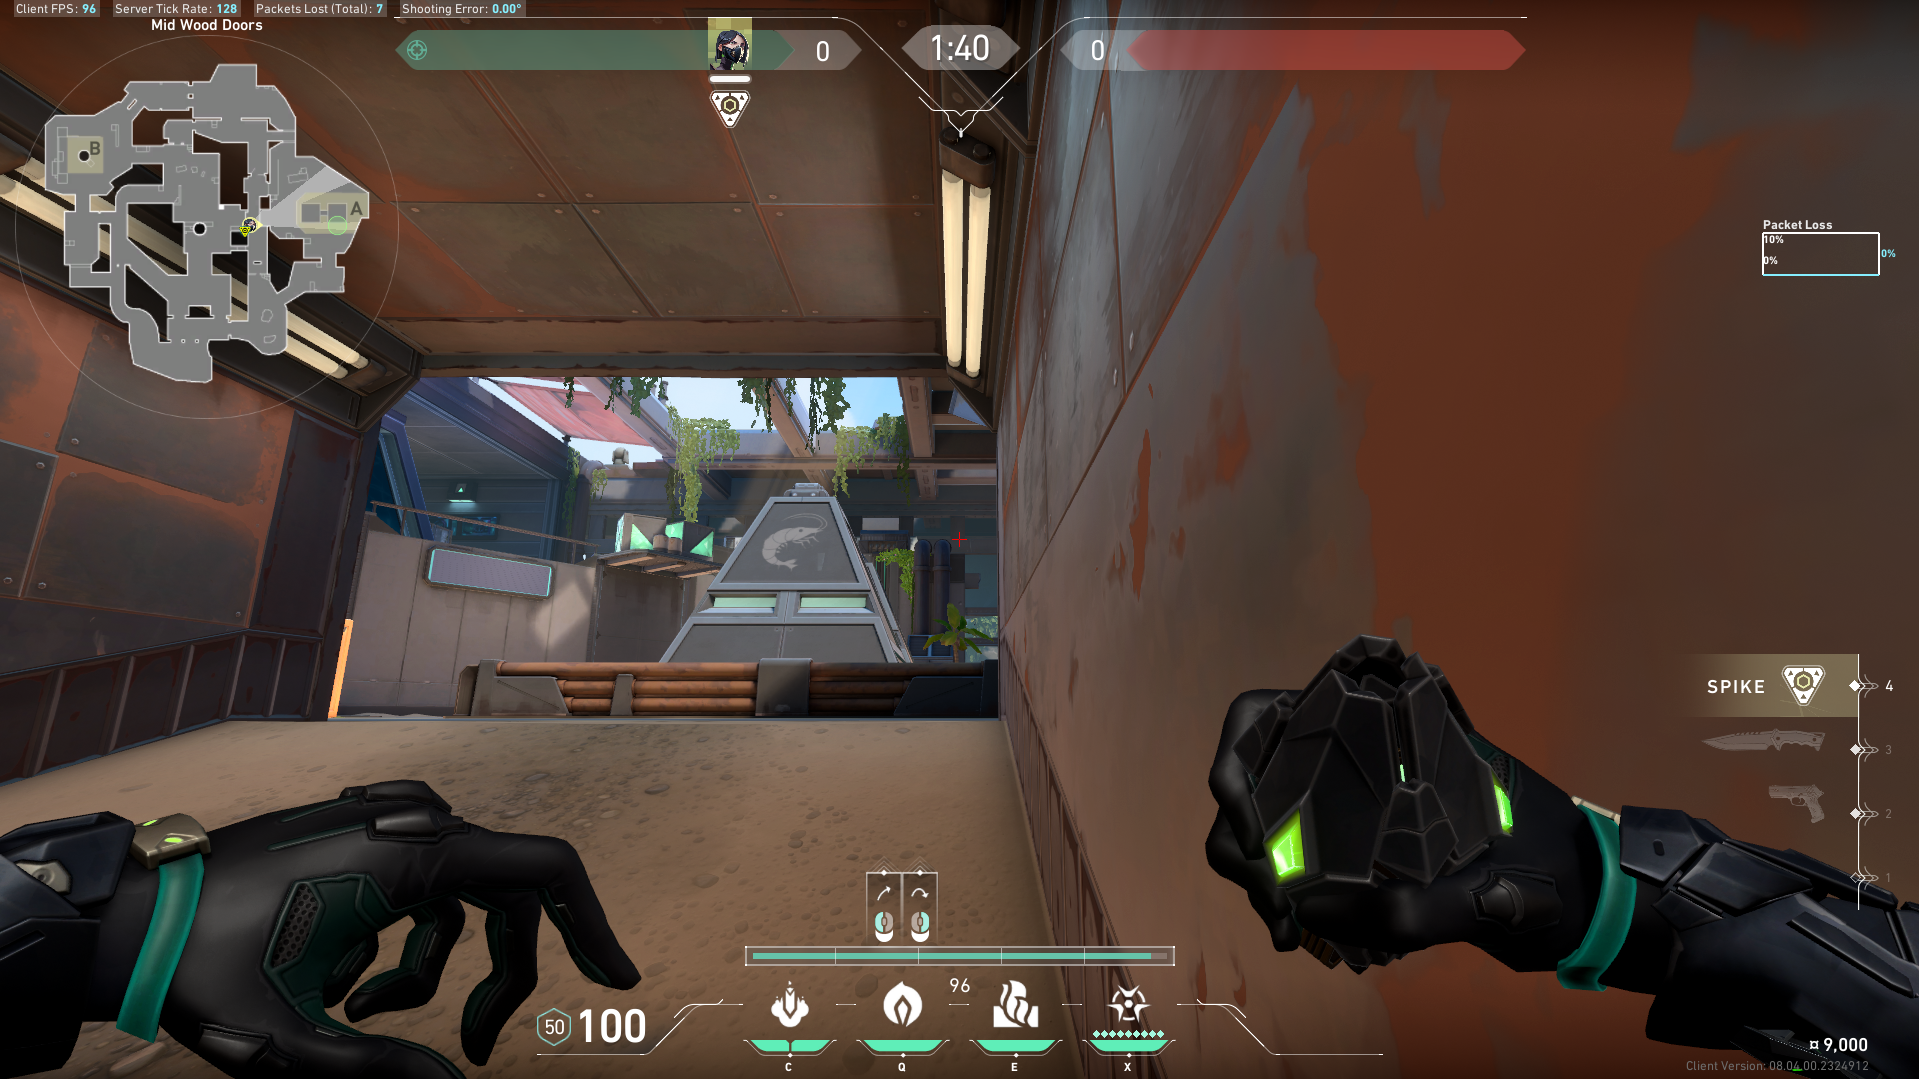 Client FPS: 96 Server Tick Rate: 128 Packets Lost (Total): 7 Shooting Error: 0.00°
Mid Wood Doors
0 1:40 0
B
A
Packet Loss
10%
0% 0%
SPIKE 4
3
2
1
96
50 100
C Q E X
¤ 9,000
Client Version: 08.04.00.2324912